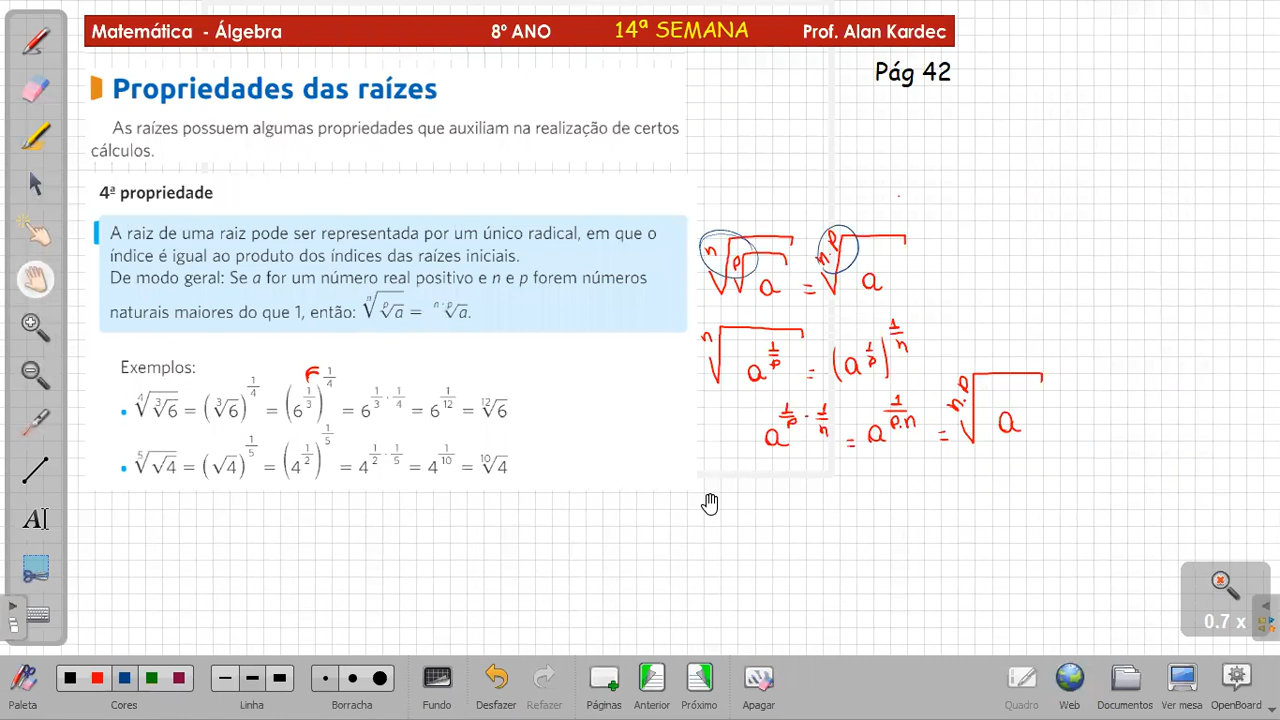 Matemática - Álgebra 8º ANO 14ª SEMANA Prof. Alan Kardec
Pág 42
Propriedades das raízes
As raízes possuem algumas propriedades que auxiliam na realização de certos
cálculos.
4ª propriedade
A raiz de uma raiz pode ser representada por um único radical, em que o
índice é igual ao produto dos índices das raízes iniciais.
De modo geral: Se a for um número real positivo e n e p forem números
naturais maiores do que 1, então: ⁿ√(ᵖ√a) = ⁿ·ᵖ√a.
ⁿ√(ᵖ√a) = ⁿ·ᵖ√a
ⁿ√(a^(1/p)) = (a^(1/p))^(1/n)
a^(1/p · 1/n) = a^(1/(p.n)) = ⁿ·ᵖ√a
Exemplos:
• ⁴√(³√6) = (³√6)^(1/4) = (6^(1/3))^(1/4) = 6^(1/3 · 1/4) = 6^(1/12) = ¹²√6
• ⁵√(√4) = (√4)^(1/5) = (4^(1/2))^(1/5) = 4^(1/2 · 1/5) = 4^(1/10) = ¹⁰√4
0.7 x
Paleta Cores Linha Borracha Fundo Desfazer Refazer Páginas Anterior Próximo Apagar Quadro Web Documentos Ver mesa OpenBoard